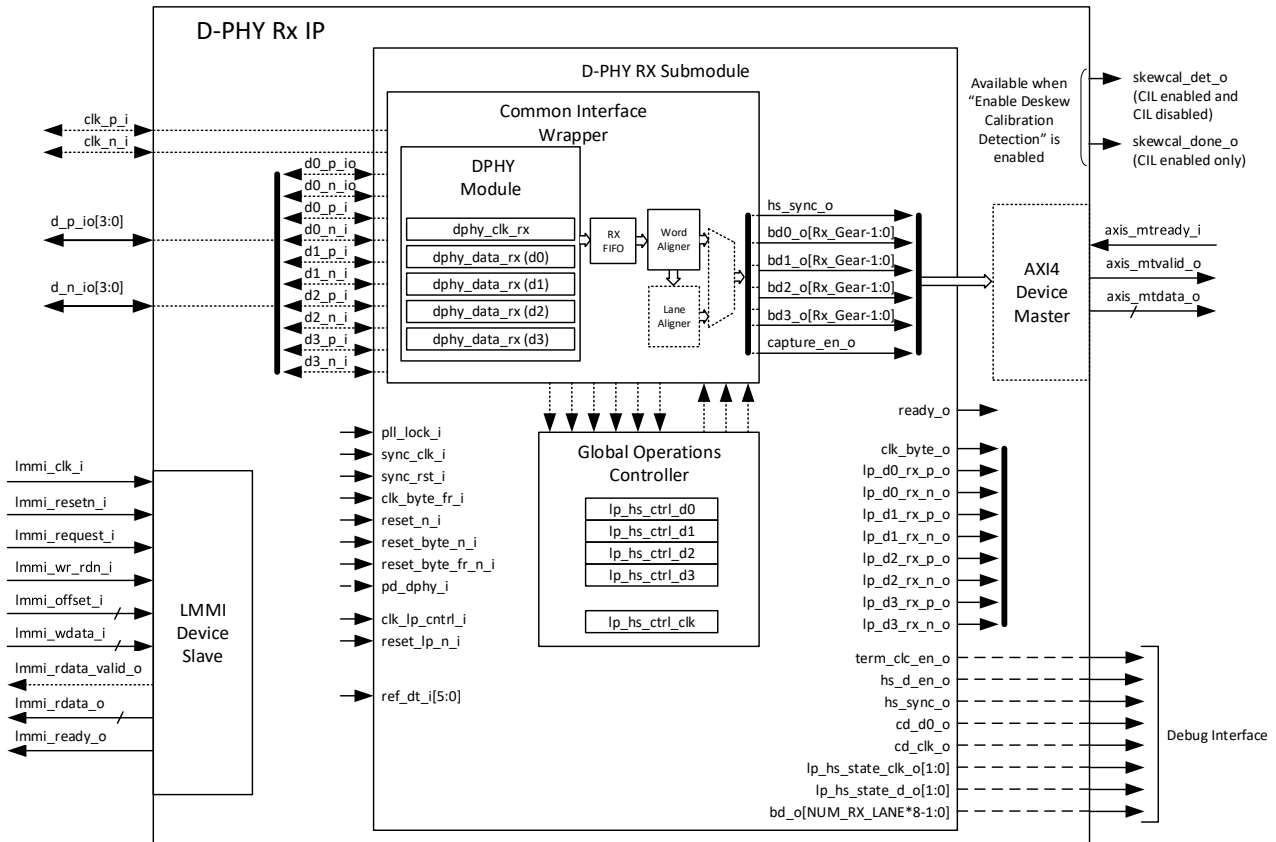 D-PHY Rx IP
D-PHY RX Submodule
Common Interface
Wrapper
DPHY
Module
dphy_clk_rx
dphy_data_rx (d0)
dphy_data_rx (d1)
dphy_data_rx (d2)
dphy_data_rx (d3)
RX
FIFO
Word
Aligner
Lane
Aligner
Available when
“Enable Deskew
Calibration
Detection” is
enabled
skewcal_det_o
(CIL enabled and
CIL disabled)
skewcal_done_o
(CIL enabled only)
clk_p_i
clk_n_i
d_p_io[3:0]
d_n_io[3:0]
d0_p_io
d0_n_io
d0_p_i
d0_n_i
d1_p_i
d1_n_i
d2_p_i
d2_n_i
d3_p_i
d3_n_i
hs_sync_o
bd0_o[Rx_Gear-1:0]
bd1_o[Rx_Gear-1:0]
bd2_o[Rx_Gear-1:0]
bd3_o[Rx_Gear-1:0]
capture_en_o
AXI4
Device
Master
axis_mtready_i
axis_mtvalid_o
axis_mtdata_o
lmmi_clk_i
lmmi_resetn_i
lmmi_request_i
lmmi_wr_rdn_i
lmmi_offset_i
lmmi_wdata_i
lmmi_rdata_valid_o
lmmi_rdata_o
lmmi_ready_o
LMMI
Device
Slave
pll_lock_i
sync_clk_i
sync_rst_i
clk_byte_fr_i
reset_n_i
reset_byte_n_i
reset_byte_fr_n_i
pd_dphy_i
clk_lp_cntrl_i
reset_lp_n_i
ref_dt_i[5:0]
Global Operations
Controller
lp_hs_ctrl_d0
lp_hs_ctrl_d1
lp_hs_ctrl_d2
lp_hs_ctrl_d3
lp_hs_ctrl_clk
ready_o
clk_byte_o
lp_d0_rx_p_o
lp_d0_rx_n_o
lp_d1_rx_p_o
lp_d1_rx_n_o
lp_d2_rx_p_o
lp_d2_rx_n_o
lp_d3_rx_p_o
lp_d3_rx_n_o
term_clc_en_o
hs_d_en_o
hs_sync_o
cd_d0_o
cd_clk_o
lp_hs_state_clk_o[1:0]
lp_hs_state_d_o[1:0]
bd_o[NUM_RX_LANE*8-1:0]
Debug Interface